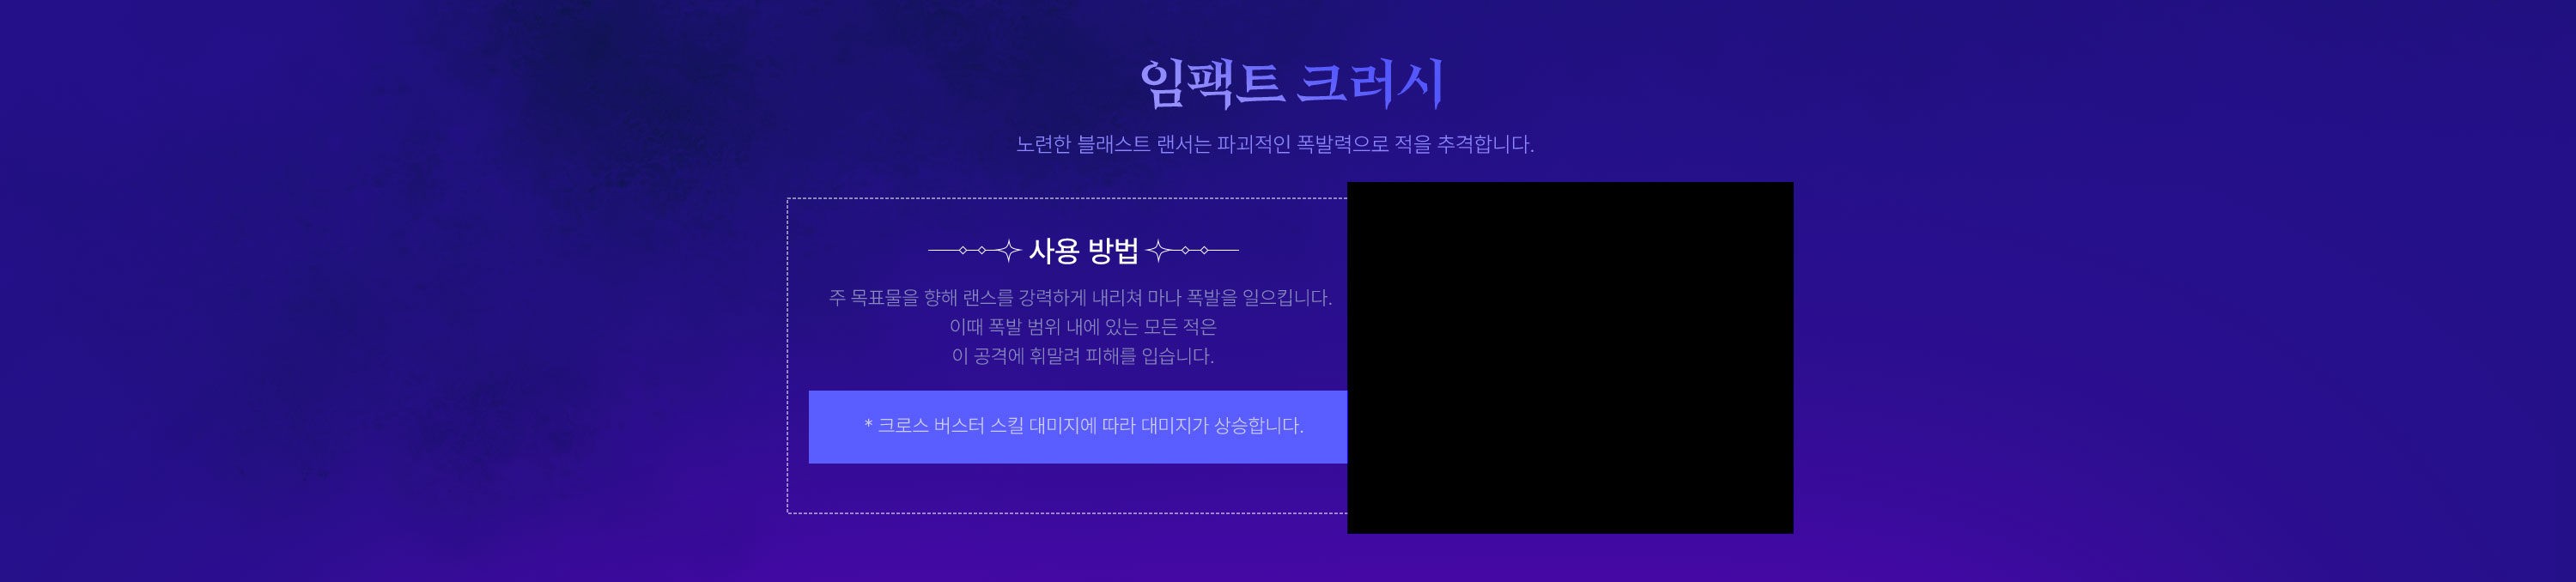 임팩트 크러시
노련한 블래스트 랜서는 파괴적인 폭발력으로 적을 추격합니다.
사용 방법
주 목표물을 향해 랜스를 강력하게 내리쳐 마나 폭발을 일으킵니다.
이때 폭발 범위 내에 있는 모든 적은
이 공격에 휘말려 피해를 입습니다.
* 크로스 버스터 스킬 대미지에 따라 대미지가 상승합니다.